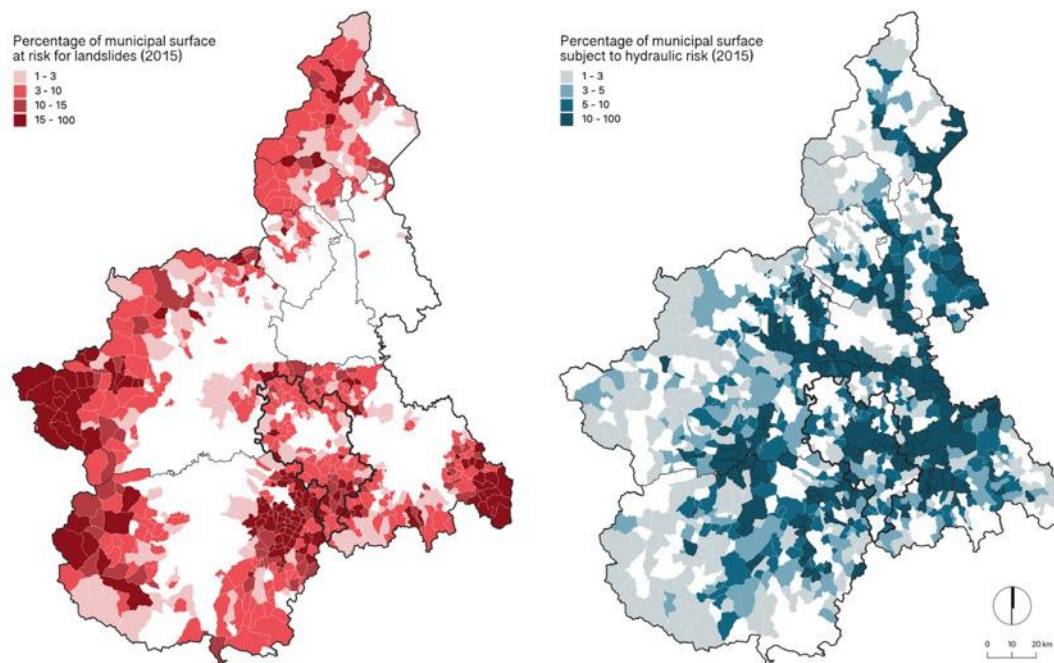 Percentage of municipal surface
at risk for landslides (2015)
1 - 3
3 - 10
10 - 15
15 - 100
Percentage of municipal surface
subject to hydraulic risk (2015)
1 - 3
3 - 5
5 - 10
10 - 100
0 10 20 km